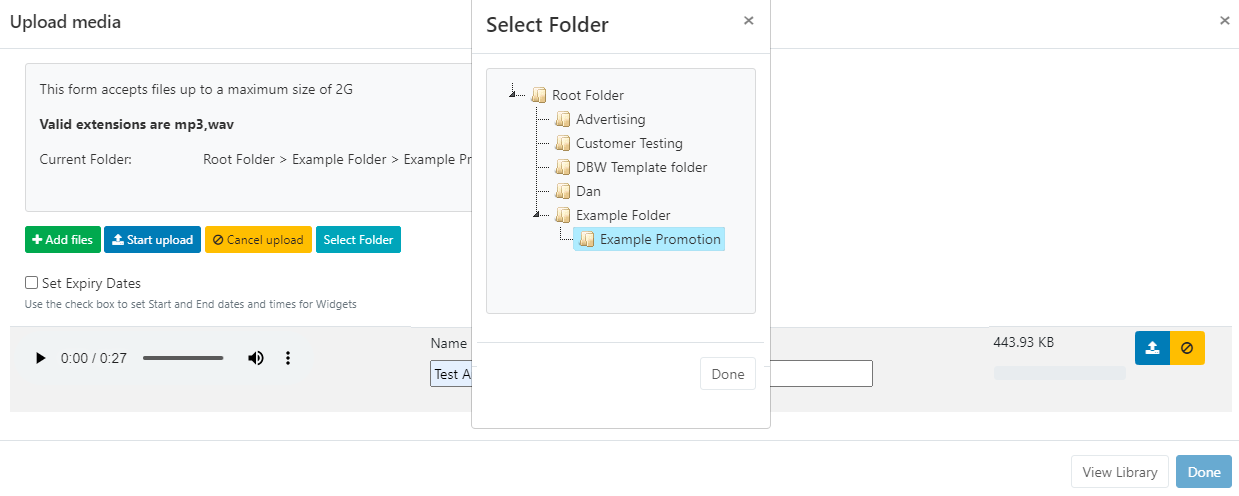 Upload media
×
This form accepts files up to a maximum size of 2G
Valid extensions are mp3,wav
Current Folder: Root Folder > Example Folder > Example Pr
Add files Start upload Cancel upload Select Folder
Set Expiry Dates
Use the check box to set Start and End dates and times for Widgets
0:00 / 0:27
Name
Test A
443.93 KB
View Library Done
Select Folder
×
Root Folder
Advertising
Customer Testing
DBW Template folder
Dan
Example Folder
Example Promotion
Done